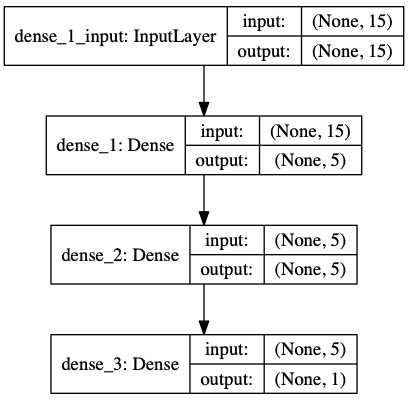 dense_1_input: InputLayer
input: (None, 15)
output: (None, 15)
dense_1: Dense
input: (None, 15)
output: (None, 5)
dense_2: Dense
input: (None, 5)
output: (None, 5)
dense_3: Dense
input: (None, 5)
output: (None, 1)